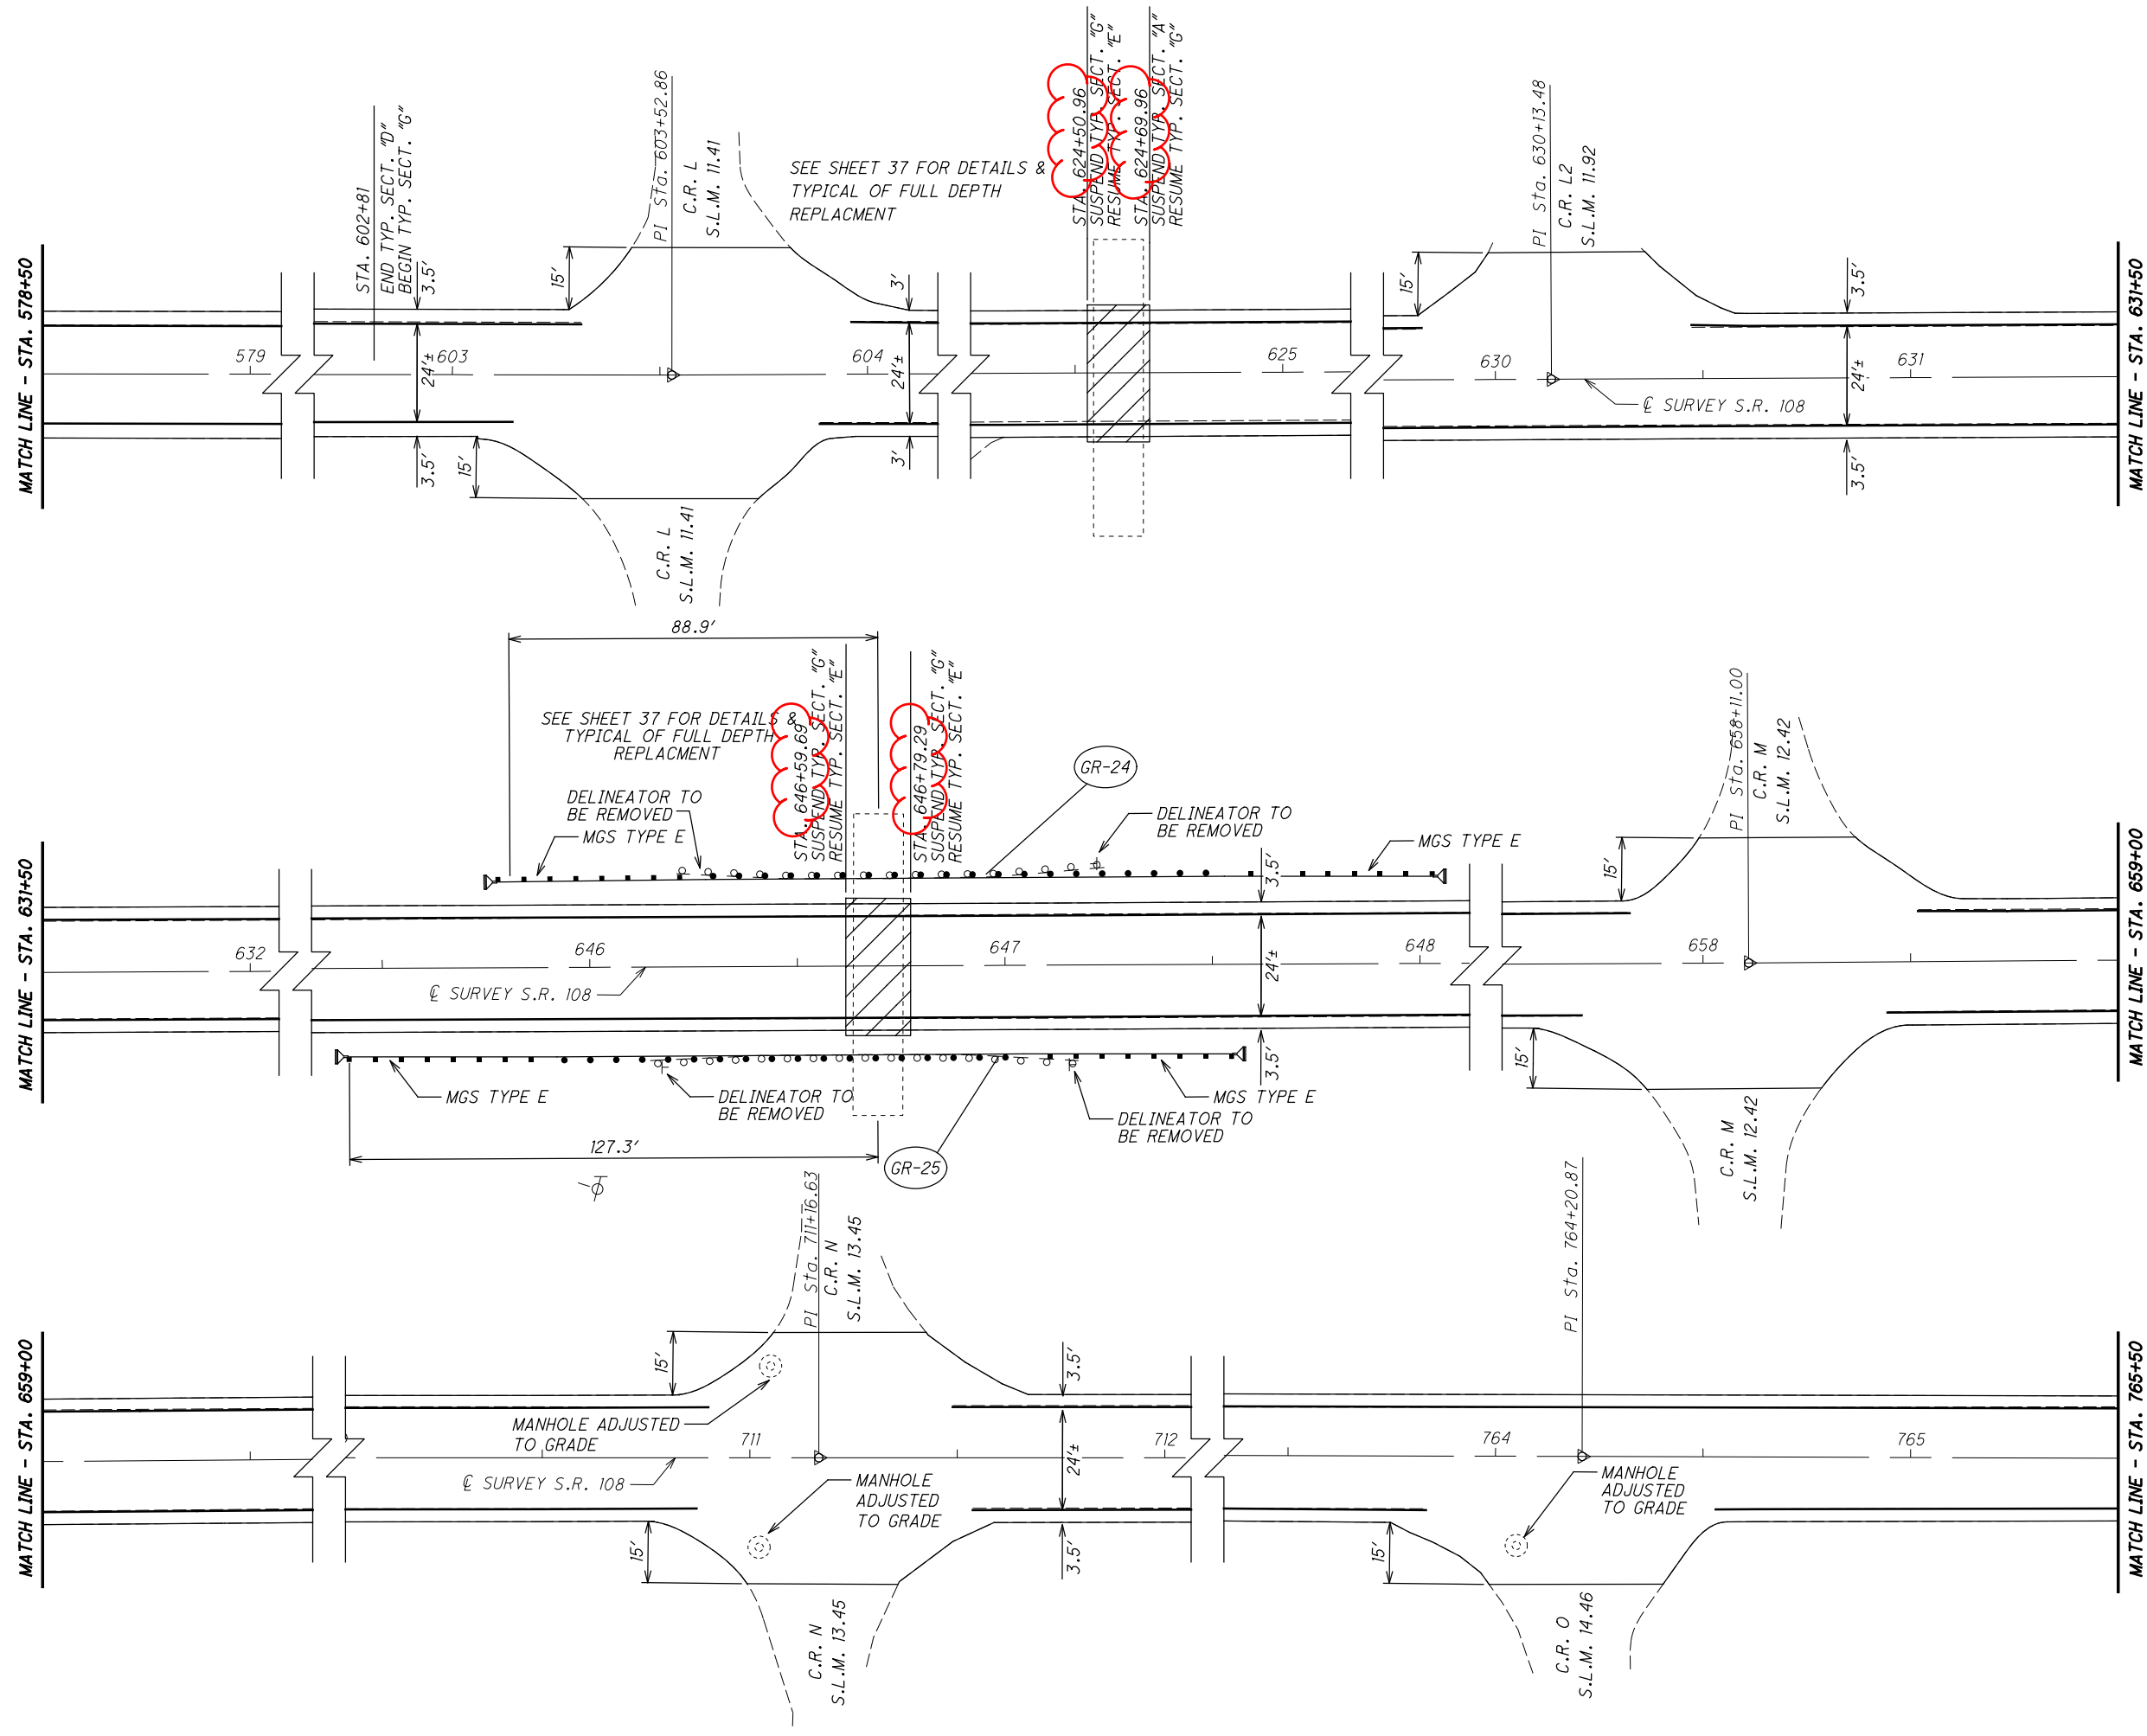 MATCH LINE - STA. 578+50
579
STA. 602+81
END TYP. SECT. "D"
BEGIN TYP. SECT. "G"
3.5'
24'±
3.5'
603
15'
15'
PI Sta. 603+52.86
C.R. L
S.L.M. 11.41
C.R. L
S.L.M. 11.41
SEE SHEET 37 FOR DETAILS &
TYPICAL OF FULL DEPTH
REPLACMENT
604
3'
24'±
3'
STA. 624+50.96
SUSPEND TYP. SECT. "G"
RESUME TYP. SECT. "E"
STA. 624+69.96
SUSPEND TYP. SECT. "A"
RESUME TYP. SECT. "G"
625
15'
630
PI Sta. 630+13.48
C.R. L2
S.L.M. 11.92
℄ SURVEY S.R. 108
3.5'
24'±
3.5'
631
MATCH LINE - STA. 631+50
MATCH LINE - STA. 631+50
632
88.9'
SEE SHEET 37 FOR DETAILS &
TYPICAL OF FULL DEPTH
REPLACMENT
DELINEATOR TO
BE REMOVED
MGS TYPE E
STA. 646+59.69
SUSPEND TYP. SECT. "G"
RESUME TYP. SECT. "E"
STA. 646+79.29
SUSPEND TYP. SECT. "G"
RESUME TYP. SECT. "E"
GR-24
DELINEATOR TO
BE REMOVED
MGS TYPE E
646
℄ SURVEY S.R. 108
647
3.5'
24'±
3.5'
648
MGS TYPE E
DELINEATOR TO
BE REMOVED
127.3'
GR-25
DELINEATOR TO
BE REMOVED
MGS TYPE E
15'
15'
658
PI Sta. 658+11.00
C.R. M
S.L.M. 12.42
C.R. M
S.L.M. 12.42
MATCH LINE - STA. 659+00
MATCH LINE - STA. 659+00
15'
MANHOLE ADJUSTED
TO GRADE
℄ SURVEY S.R. 108
711
PI Sta. 711+16.63
C.R. N
S.L.M. 13.45
15'
MANHOLE
ADJUSTED
TO GRADE
C.R. N
S.L.M. 13.45
3.5'
24'±
3.5'
712
764
PI Sta. 764+20.87
MANHOLE
ADJUSTED
TO GRADE
15'
C.R. O
S.L.M. 14.46
765
MATCH LINE - STA. 765+50